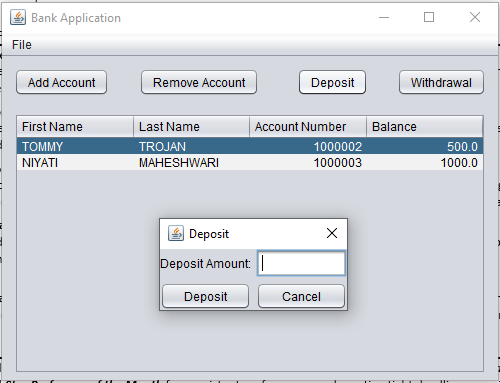 Bank Application
File
Add Account Remove Account Deposit Withdrawal
First Name Last Name Account Number Balance
TOMMY TROJAN 1000002 500.0
NIYATI MAHESHWARI 1000003 1000.0
Deposit
Deposit Amount:
Deposit Cancel